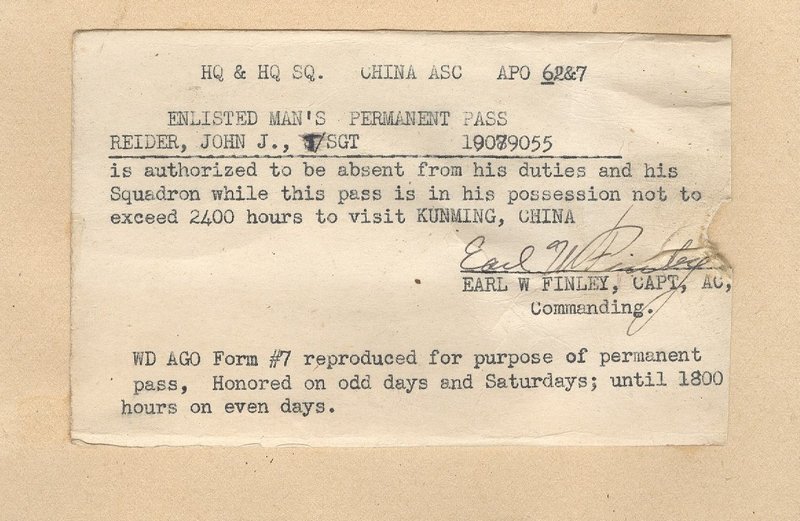 HQ & HQ SQ. CHINA ASC APO 6287
ENLISTED MAN'S PERMANENT PASS
REIDER, JOHN J., T/SGT 19079055
is authorized to be absent from his duties and his
Squadron while this pass is in his possession not to
exceed 2400 hours to visit KUNMING, CHINA
Earl W Finley
EARL W FINLEY, CAPT, AC,
Commanding.
WD AGO Form #7 reproduced for purpose of permanent
pass, Honored on odd days and Saturdays; until 1800
hours on even days.